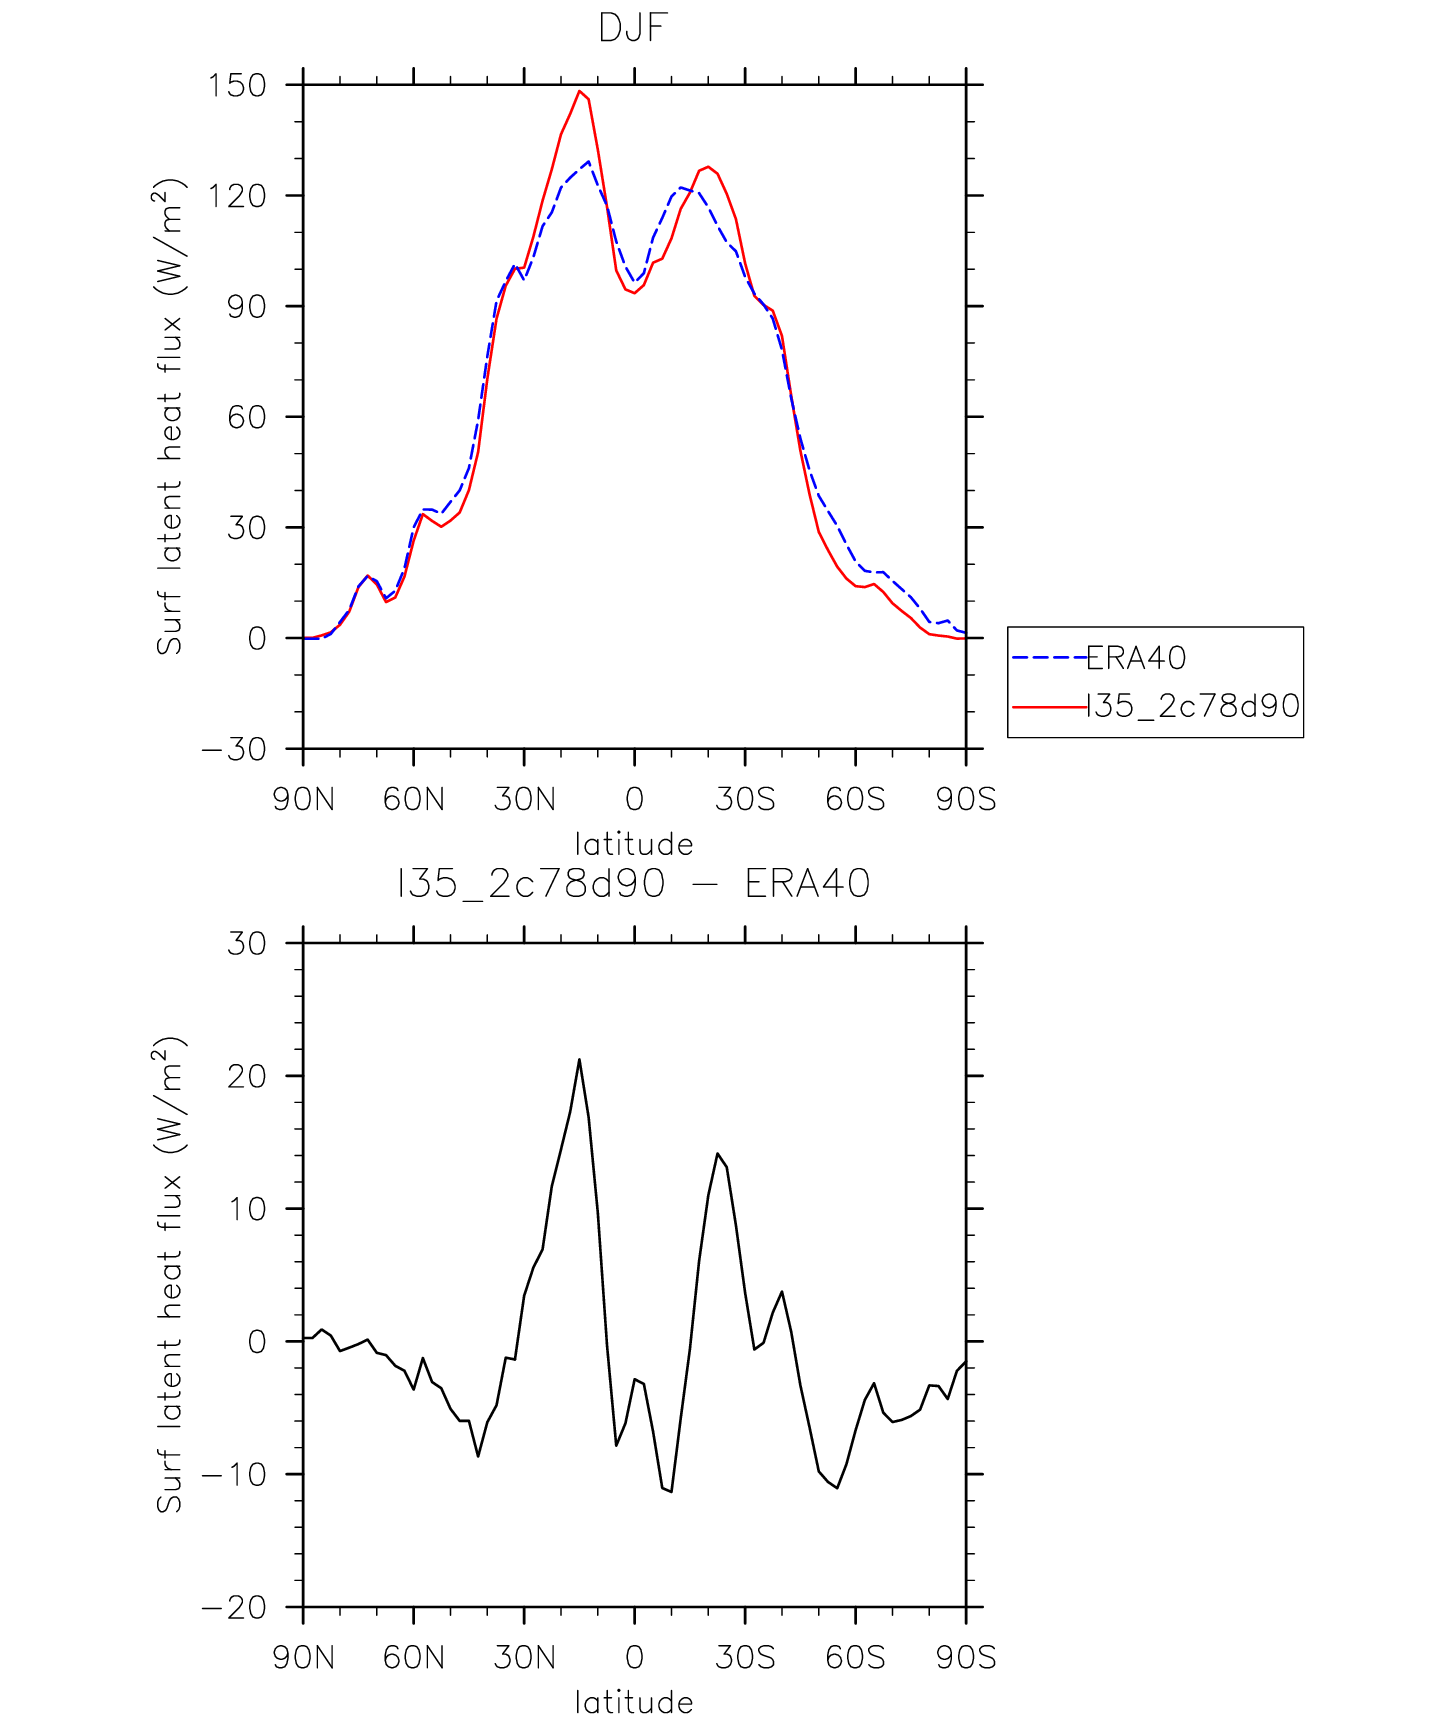 DJF
150
120
90
60
30
0
−30
Surf latent heat flux (W/m²)
90N 60N 30N 0 30S 60S 90S
latitude
ERA40
I35_2c78d90
I35_2c78d90 − ERA40
30
20
10
0
−10
−20
Surf latent heat flux (W/m²)
90N 60N 30N 0 30S 60S 90S
latitude